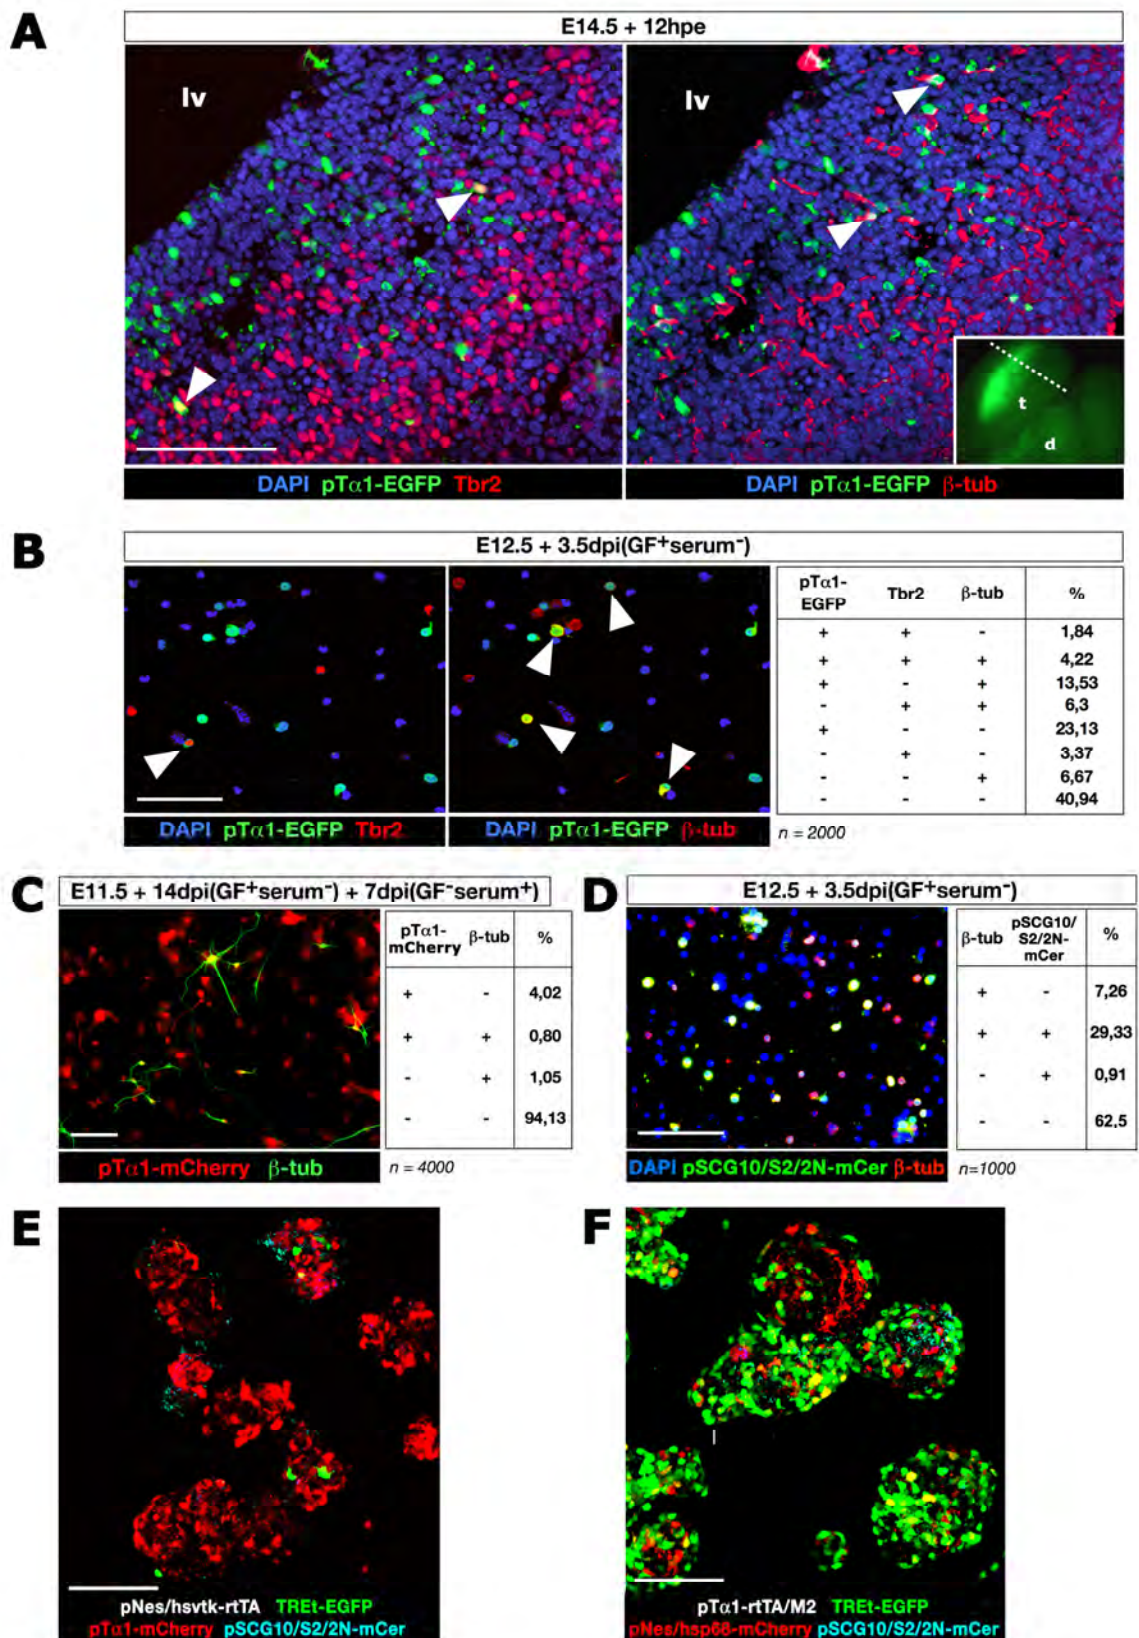 A
E14.5 + 12hpe
lv
lv
t
d
DAPI pTα1-EGFP Tbr2
DAPI pTα1-EGFP β-tub
B
E12.5 + 3.5dpi(GF+serum-)
DAPI pTα1-EGFP Tbr2
DAPI pTα1-EGFP β-tub
pTα1-EGFP Tbr2 β-tub %
+ + - 1,84
+ + + 4,22
+ - + 13,53
- + + 6,3
+ - - 23,13
- + - 3,37
- - + 6,67
- - - 40,94
n = 2000
C
E11.5 + 14dpi(GF+serum-) + 7dpi(GF-serum+)
pTα1-mCherry β-tub
pTα1-mCherry β-tub %
+ - 4,02
+ + 0,80
- + 1,05
- - 94,13
n = 4000
D
E12.5 + 3.5dpi(GF+serum-)
DAPI pSCG10/S2/2N-mCer β-tub
β-tub pSCG10/S2/2N-mCer %
+ - 7,26
+ + 29,33
- + 0,91
- - 62,5
n=1000
E
pNes/hsvtk-rtTA TREt-EGFP
pTα1-mCherry pSCG10/S2/2N-mCer
F
pTα1-rtTA/M2 TREt-EGFP
pNes/hsp68-mCherry pSCG10/S2/2N-mCer